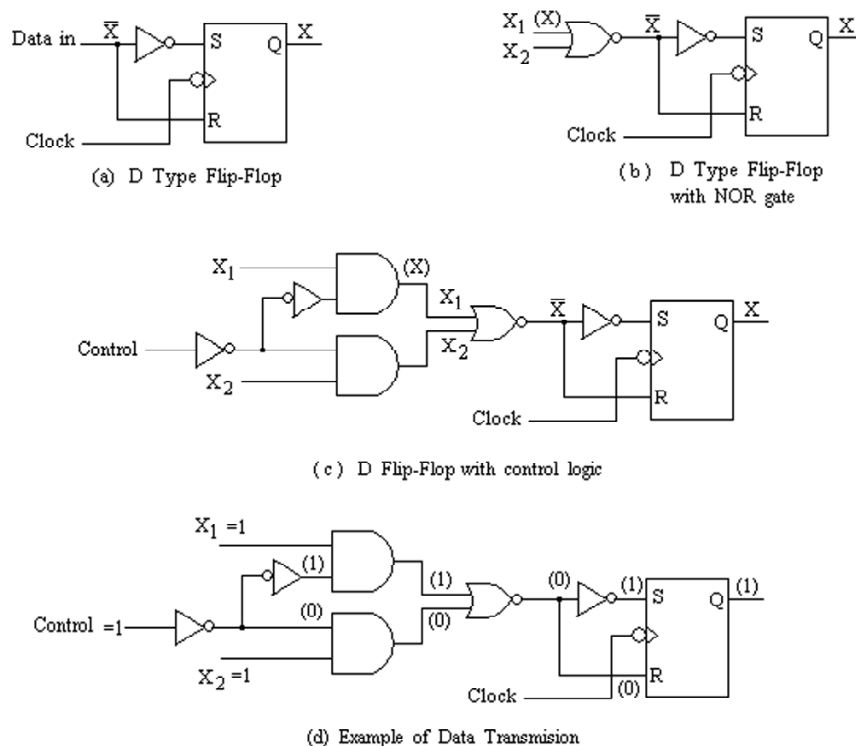 Data in X̅ S Q X
R
Clock
(a) D Type Flip-Flop
X₁ (X) X̅ S Q X
X₂
R
Clock
(b) D Type Flip-Flop
with NOR gate
X₁ (X)
X₁ X̅ S Q X
Control X₂
X₂ R
Clock
(c) D Flip-Flop with control logic
X₁ =1
(1) (1) (0) (1) S Q (1)
Control =1 (0) (0)
X₂ =1 R
Clock (0)
(d) Example of Data Transmision